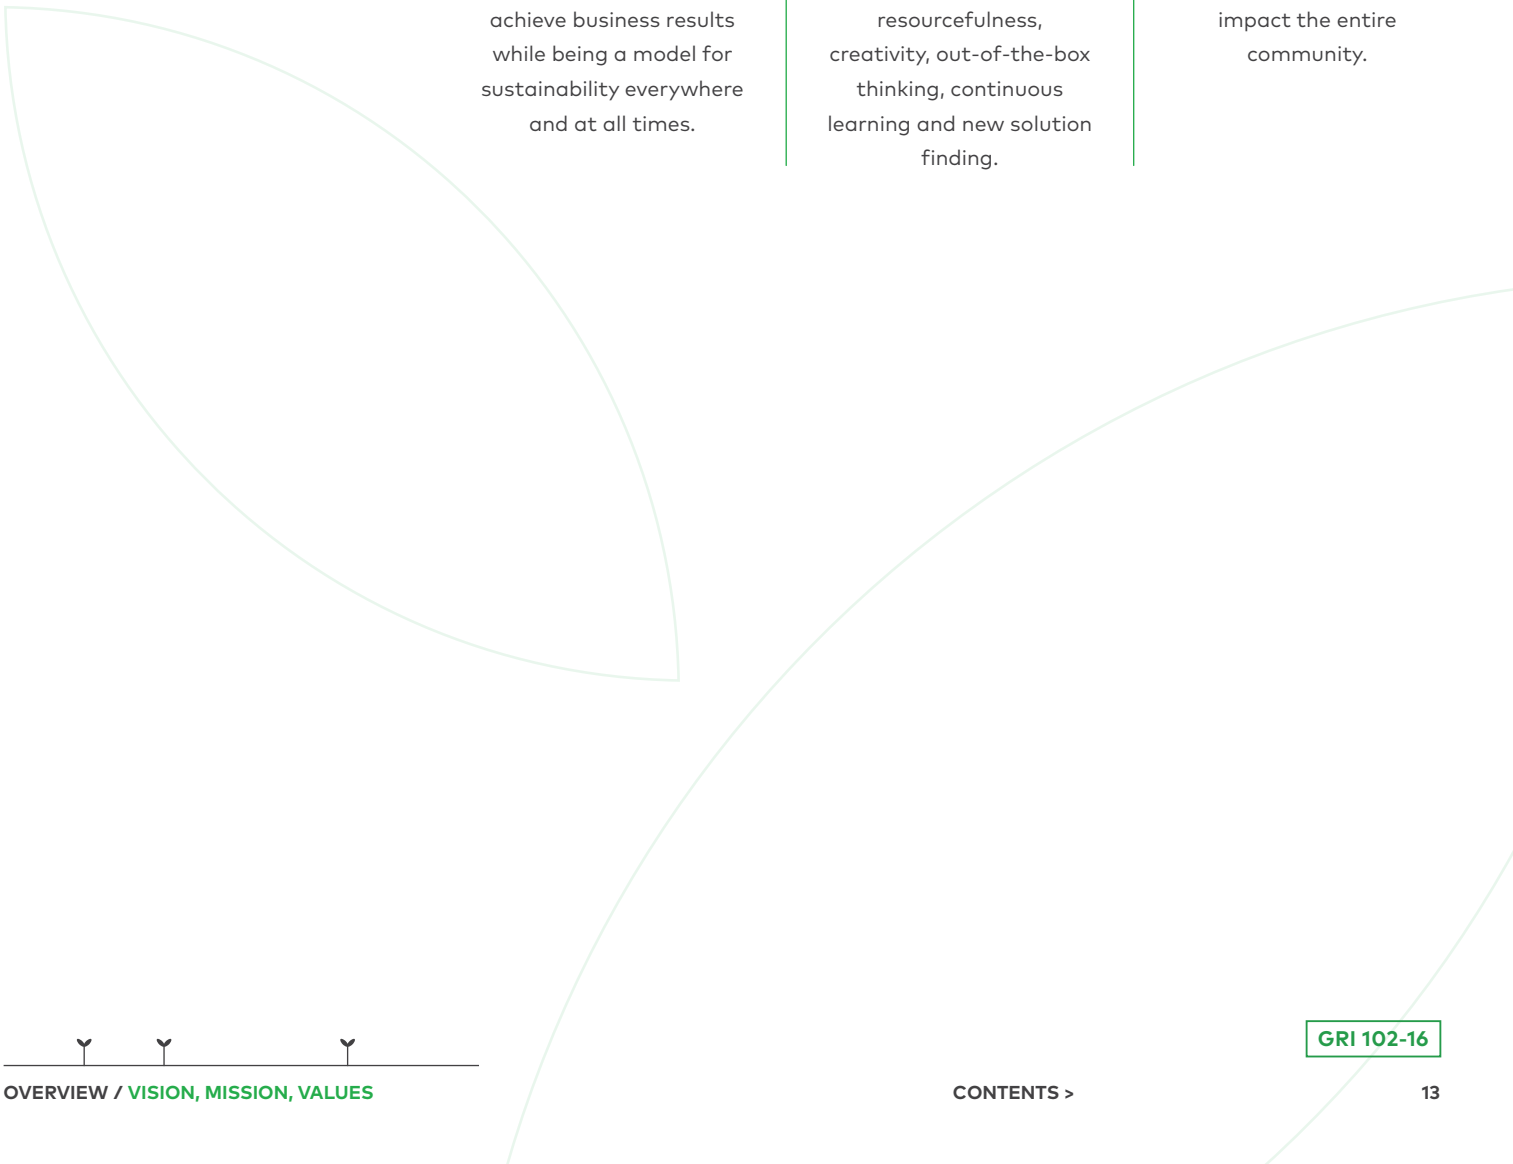 achieve business results
while being a model for
sustainability everywhere
and at all times.
resourcefulness,
creativity, out-of-the-box
thinking, continuous
learning and new solution
finding.
impact the entire
community.
GRI 102-16
OVERVIEW / VISION, MISSION, VALUES
CONTENTS >
13